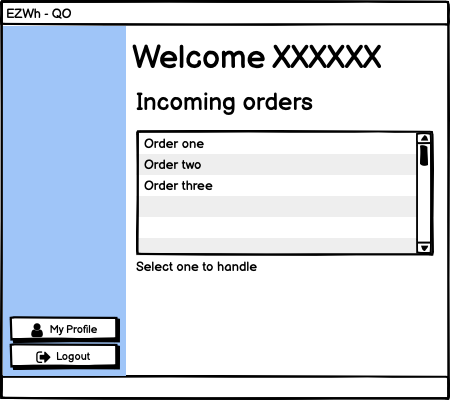 EZWh - QO
Welcome XXXXXX
Incoming orders
Order one
Order two
Order three
Select one to handle
My Profile
Logout